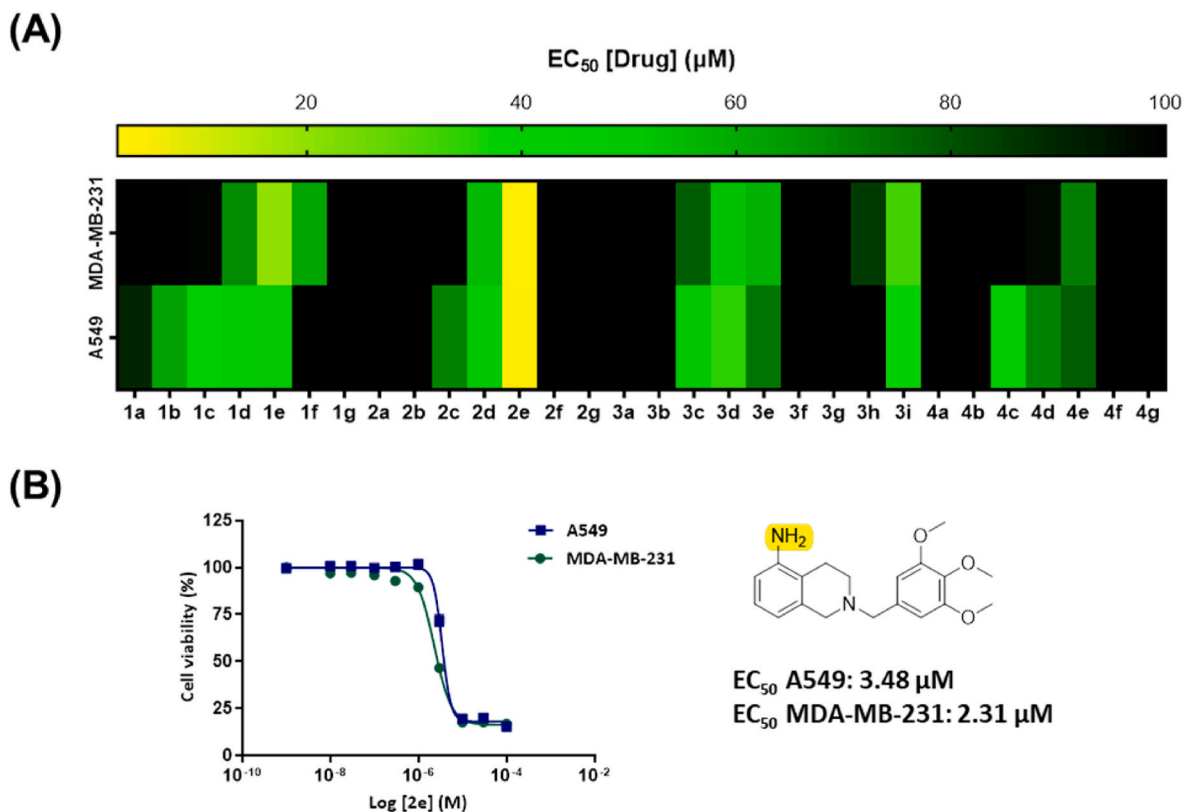 (A)
EC₅₀ [Drug] (µM)
20 40 60 80 100
MDA-MB-231
A549
1a 1b 1c 1d 1e 1f 1g 2a 2b 2c 2d 2e 2f 2g 3a 3b 3c 3d 3e 3f 3g 3h 3i 4a 4b 4c 4d 4e 4f 4g
(B)
Cell viability (%)
125
100
75
50
25
0
10⁻¹⁰ 10⁻⁸ 10⁻⁶ 10⁻⁴ 10⁻²
Log [2e] (M)
A549
MDA-MB-231
NH₂
O
O
O
N
EC₅₀ A549: 3.48 µM
EC₅₀ MDA-MB-231: 2.31 µM